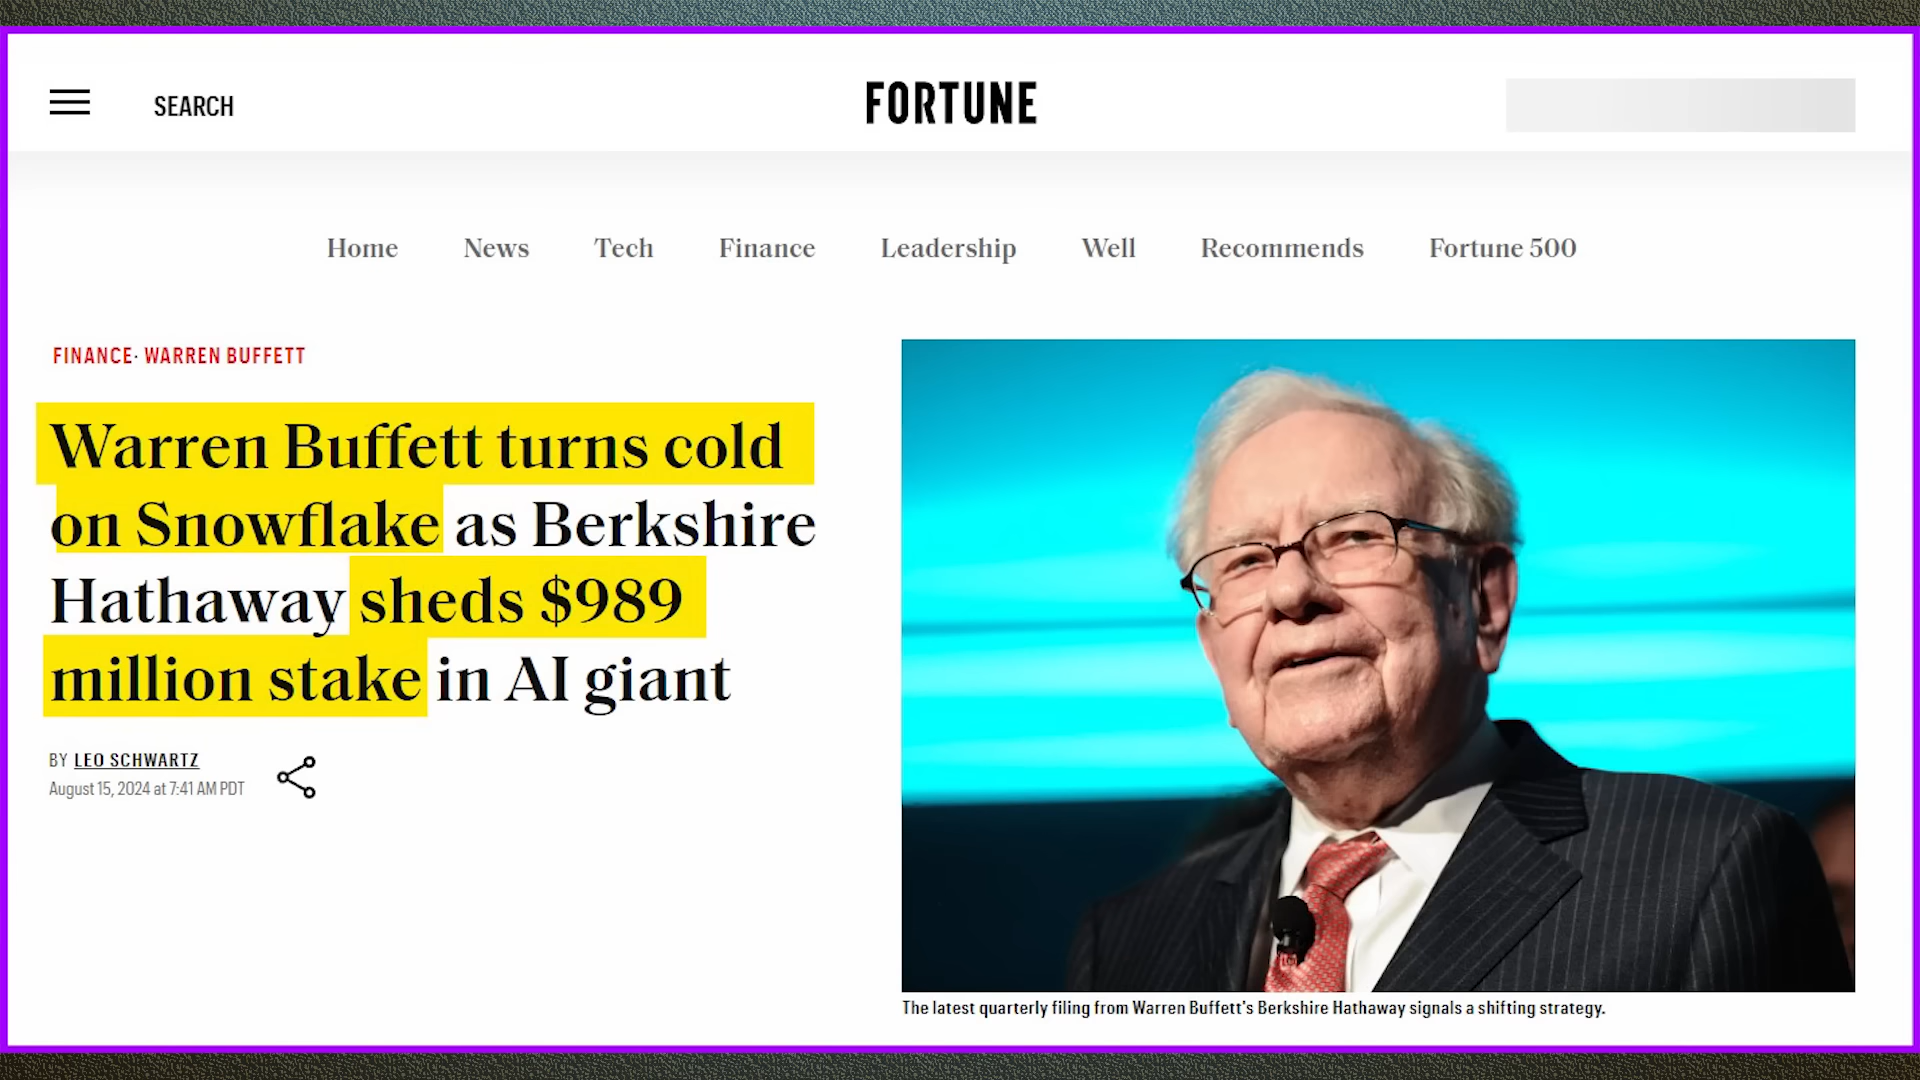 SEARCH
FORTUNE
Home News Tech Finance Leadership Well Recommends Fortune 500
FINANCE· WARREN BUFFETT
Warren Buffett turns cold
on Snowflake as Berkshire
Hathaway sheds $989
million stake in AI giant
BY LEO SCHWARTZ
August 15, 2024 at 7:41 AM PDT
The latest quarterly filing from Warren Buffett's Berkshire Hathaway signals a shifting strategy.